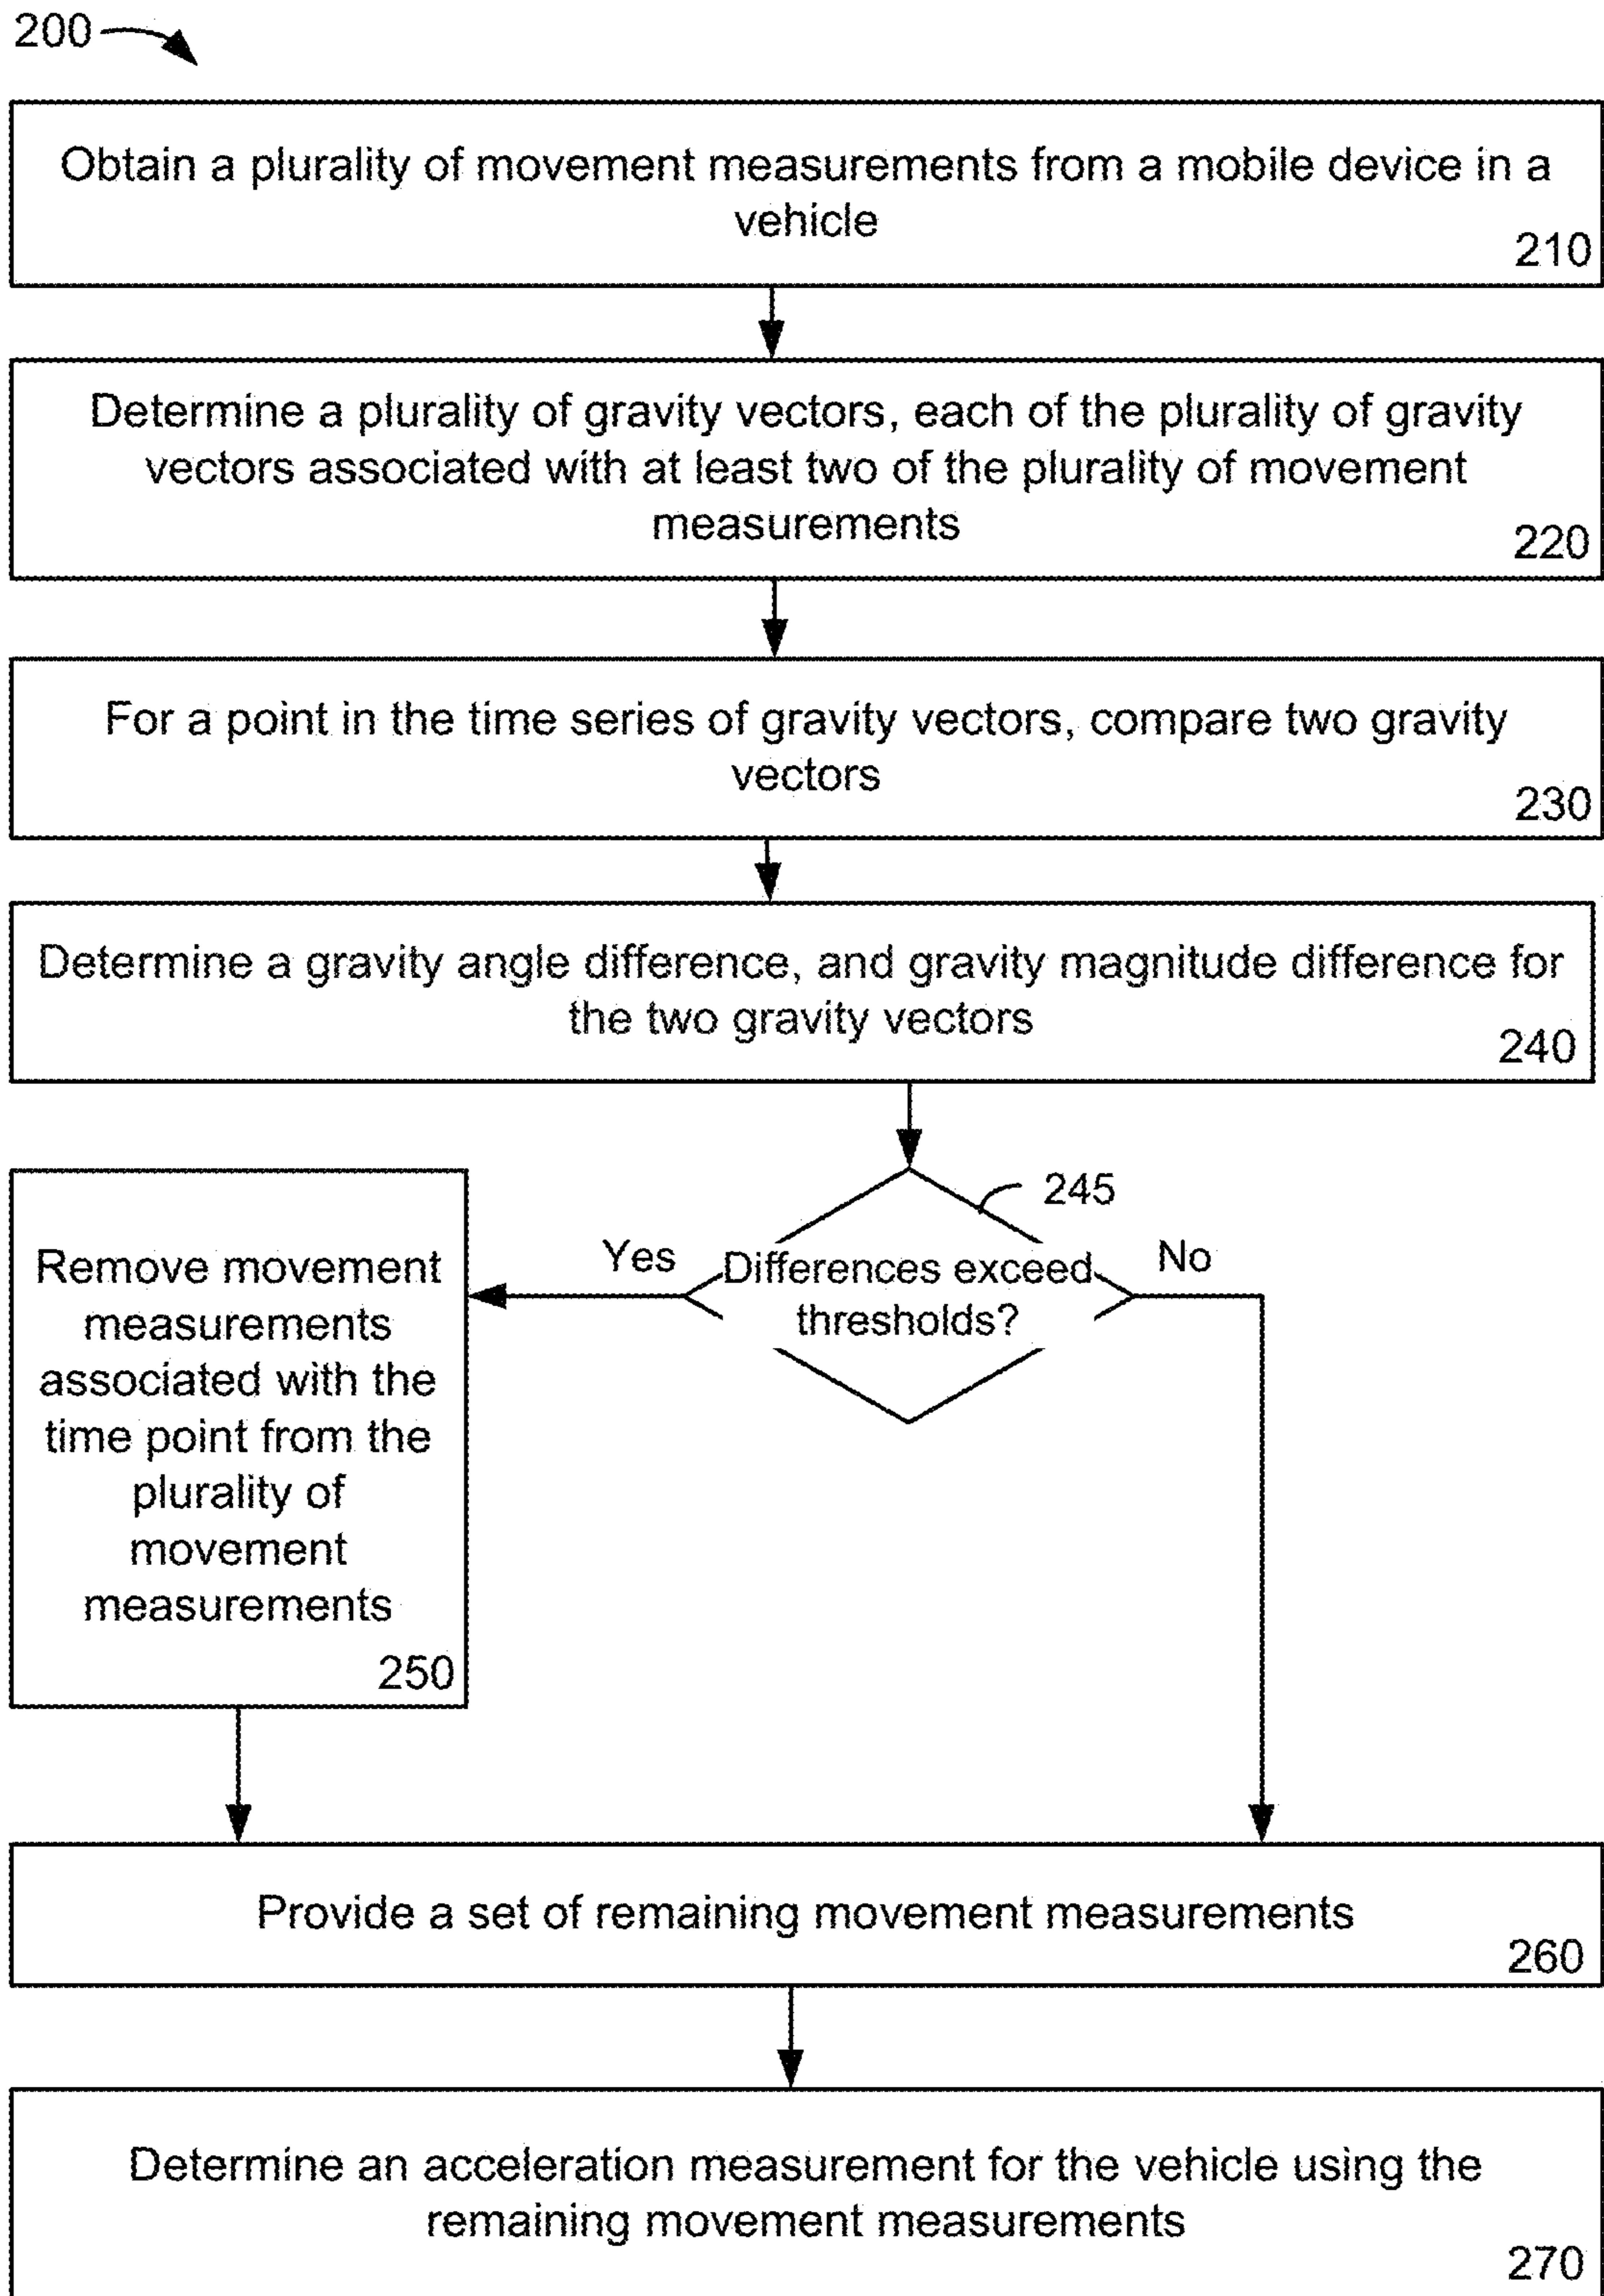 200
Obtain a plurality of movement measurements from a mobile device in a
vehicle
210
Determine a plurality of gravity vectors, each of the plurality of gravity
vectors associated with at least two of the plurality of movement
measurements
220
For a point in the time series of gravity vectors, compare two gravity
vectors
230
Determine a gravity angle difference, and gravity magnitude difference for
the two gravity vectors
240
245
Yes
Differences exceed
thresholds?
No
Remove movement
measurements
associated with the
time point from the
plurality of
movement
measurements
250
Provide a set of remaining movement measurements
260
Determine an acceleration measurement for the vehicle using the
remaining movement measurements
270